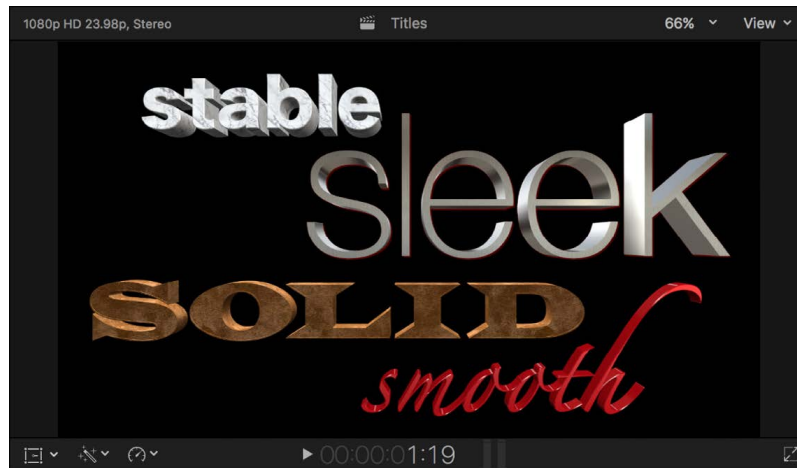 1080p HD 23.98p, Stereo Titles 66% View
stable
sleek
SOLID
smooth
00:00:01:19